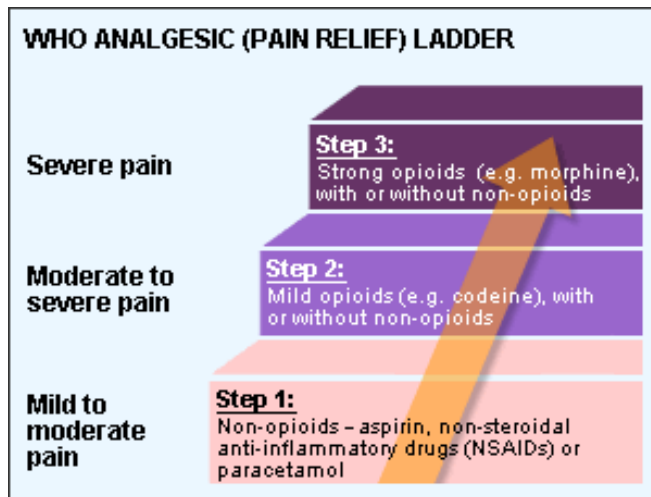 WHO ANALGESIC (PAIN RELIEF) LADDER
Severe pain
Step 3:
Strong opioids (e.g. morphine),
with or without non-opioids
Moderate to
severe pain
Step 2:
Mild opioids (e.g. codeine), with
or without non-opioids
Mild to
moderate
pain
Step 1:
Non-opioids – aspirin, non-steroidal
anti-inflammatory drugs (NSAIDs) or
paracetamol